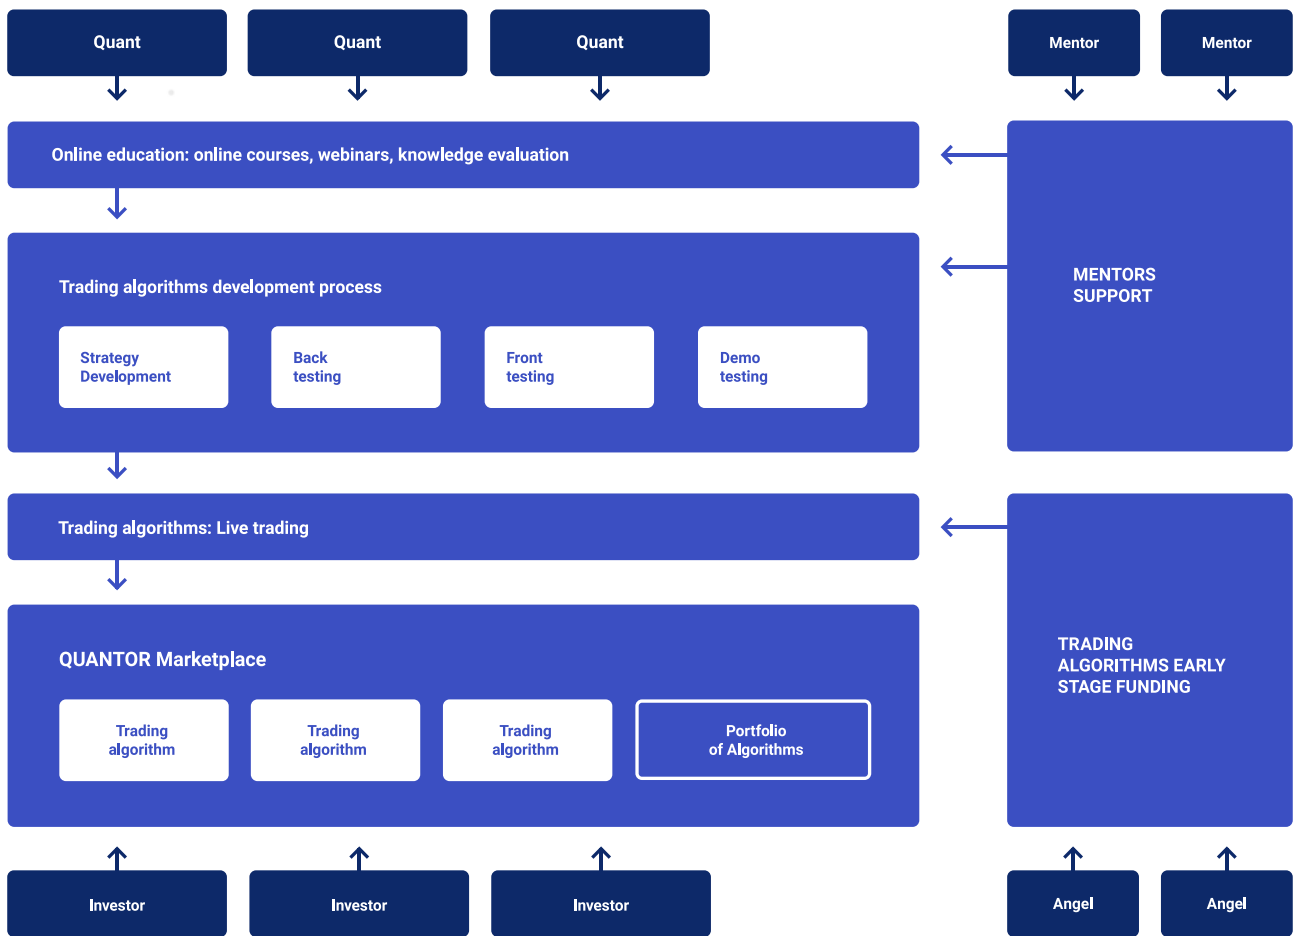 Quant
Quant
Quant
Mentor
Mentor
Online education: online courses, webinars, knowledge evaluation
Trading algorithms development process
Strategy
Development
Back
testing
Front
testing
Demo
testing
MENTORS
SUPPORT
Trading algorithms: Live trading
QUANTOR Marketplace
Trading
algorithm
Trading
algorithm
Trading
algorithm
Portfolio
of Algorithms
TRADING
ALGORITHMS EARLY
STAGE FUNDING
Investor
Investor
Investor
Angel
Angel